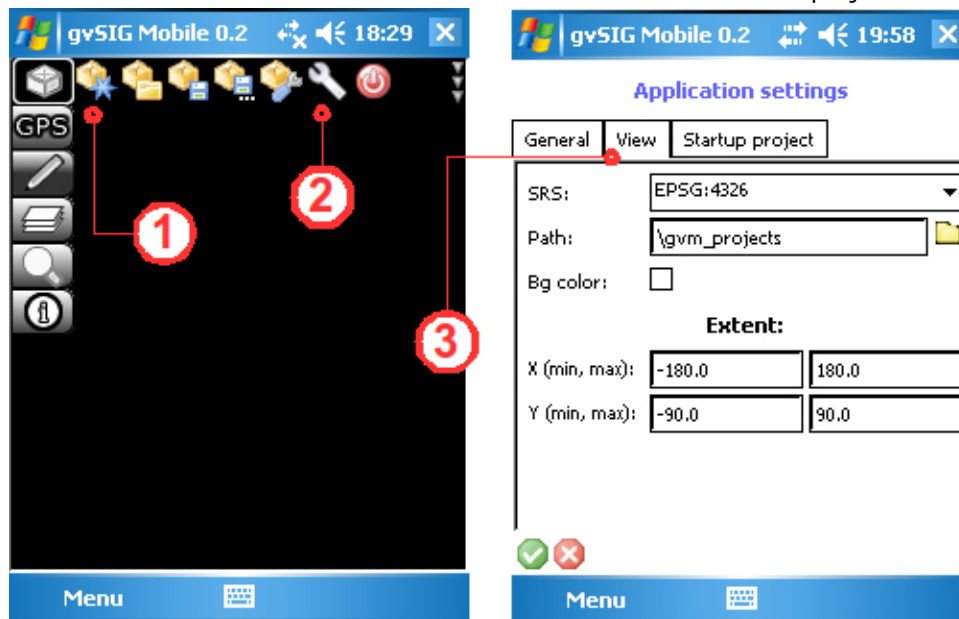 gvSIG Mobile 0.2 18:29
GPS
1
2
3
Menu
gvSIG Mobile 0.2 19:58
Application settings
General View Startup project
SRS: EPSG:4326
Path: \gvm_projects
Bg color:
Extent:
X (min, max): -180.0 180.0
Y (min, max): -90.0 90.0
Menu